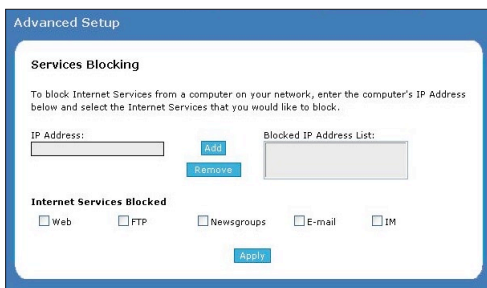 Advanced Setup
Services Blocking
To block Internet Services from a computer on your network, enter the computer's IP Address
below and select the Internet Services that you would like to block.
IP Address:
Add
Remove
Blocked IP Address List:
Internet Services Blocked
Web FTP Newsgroups E-mail IM
Apply